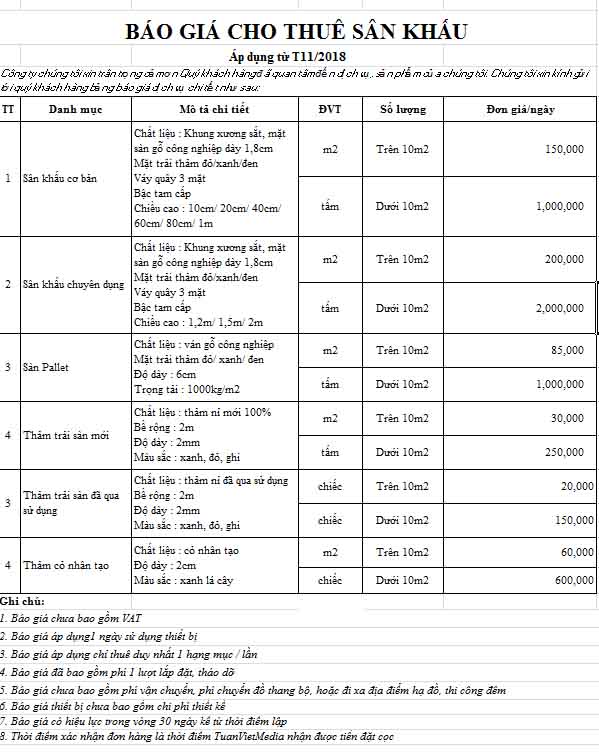 BÁO GIÁ CHO THUÊ SÂN KHẤU
Áp dụng từ T11/2018
Công ty chúng tôi xin trân trọng cảm ơn Quý khách hàng đã quan tâm đến dịch vụ, sản phẩm của chúng tôi. Chúng tôi xin kính gửi
tới quý khách hàng bảng báo giá dịch vụ chi tiết như sau:
TT Danh mục Mô tả chi tiết ĐVT Số lượng Đơn giá/ngày
1 Sân khấu cơ bản
Chất liệu : Khung xương sắt, mặt
sàn gỗ công nghiệp dày 1,8cm
Mặt trải thảm đỏ/xanh/đen
Váy quây 3 mặt
Bậc tam cấp
Chiều cao : 10cm/ 20cm/ 40cm/
60cm/ 80cm/ 1m
m2 Trên 10m2 150,000
tấm Dưới 10m2 1,000,000
2 Sân khấu chuyên dụng
Chất liệu : Khung xương sắt, mặt
sàn gỗ công nghiệp dày 1,8cm
Mặt trải thảm đỏ/xanh/đen
Váy quây 3 mặt
Bậc tam cấp
Chiều cao : 1,2m/ 1,5m/ 2m
m2 Trên 10m2 200,000
tấm Dưới 10m2 2,000,000
3 Sàn Pallet
Chất liệu : ván gỗ công nghiệp
Mặt trải thảm đỏ/ xanh/ đen
Độ dày : 6cm
Trọng tải : 1000kg/m2
m2 Trên 10m2 85,000
tấm Dưới 10m2 1,000,000
4 Thảm trải sàn mới
Chất liệu : thảm nỉ mới 100%
Bề rộng : 2m
Độ dày : 2mm
Màu sắc : xanh, đỏ, ghi
m2 Trên 10m2 30,000
tấm Dưới 10m2 250,000
3 Thảm trải sàn đã qua
sử dụng
Chất liệu : thảm nỉ đã qua sử dụng
Bề rộng : 2m
Độ dày : 2mm
Màu sắc : xanh, đỏ, ghi
chiếc Trên 10m2 20,000
chiếc Dưới 10m2 150,000
4 Thảm cỏ nhân tạo
Chất liệu : cỏ nhân tạo
Độ dày : 2cm
Màu sắc : xanh lá cây
m2 Trên 10m2 60,000
chiếc Dưới 10m2 600,000
Ghi chú:
1. Báo giá chưa bao gồm VAT
2. Báo giá áp dụng1 ngày sử dụng thiết bị
3. Báo giá áp dụng chỉ thuê duy nhất 1 hạng mục / lần
4. Báo giá đã bao gồm phí 1 lượt lắp đặt, tháo dỡ
5. Báo giá chưa bao gồm phí vận chuyển, phí chuyển đồ thang bộ, hoặc đi xa địa điểm hạ đồ, thi công đêm
6. Báo giá thiết bị chưa bao gồm chi phí thiết kế
7. Báo giá có hiệu lực trong vòng 30 ngày kể từ thời điểm lập
8. Thời điểm xác nhận đơn hàng là thời điểm TuanVietMedia nhận được tiền đặt cọc